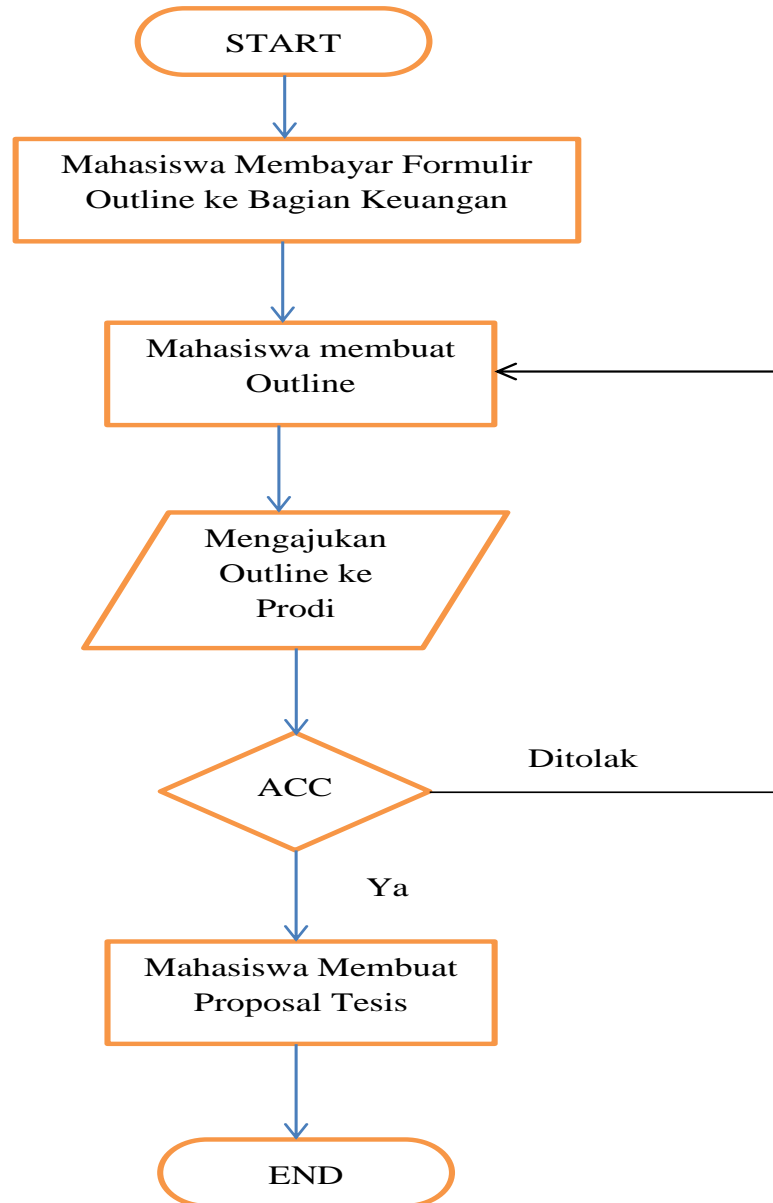 START
Mahasiswa Membayar Formulir
Outline ke Bagian Keuangan
Mahasiswa membuat
Outline
Mengajukan
Outline ke
Prodi
ACC
Ditolak
Ya
Mahasiswa Membuat
Proposal Tesis
END